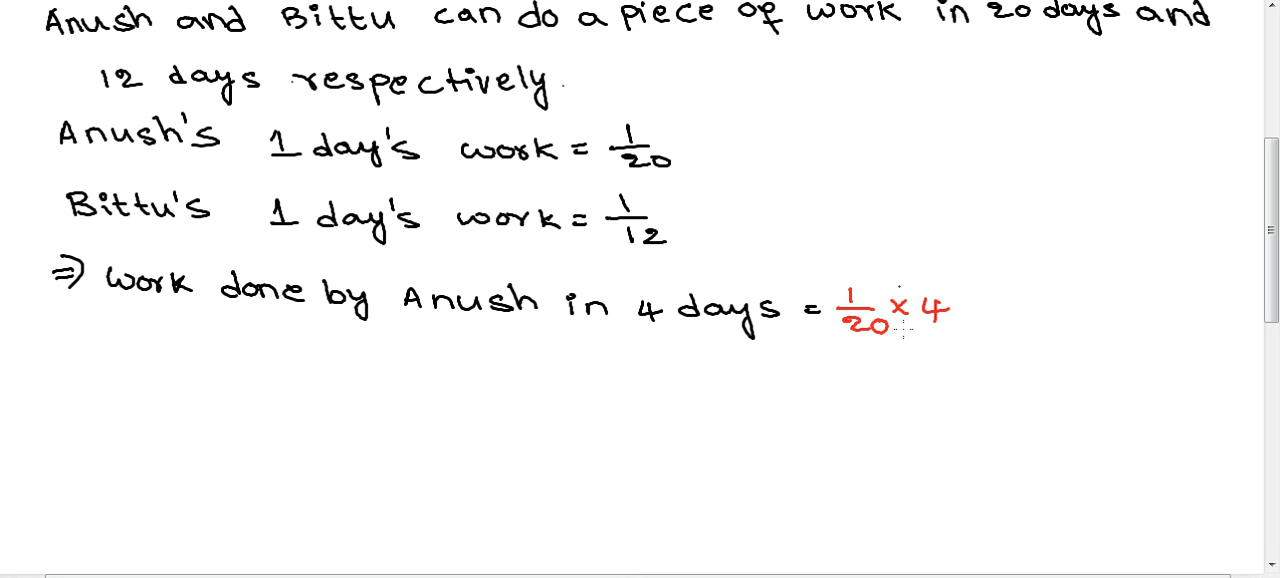 Anush and Bittu can do a piece of work in 20 days and
12 days respectively.
Anush's 1 day's work = 1/20
Bittu's 1 day's work = 1/12
⇒ work done by Anush in 4 days = 1/20 × 4